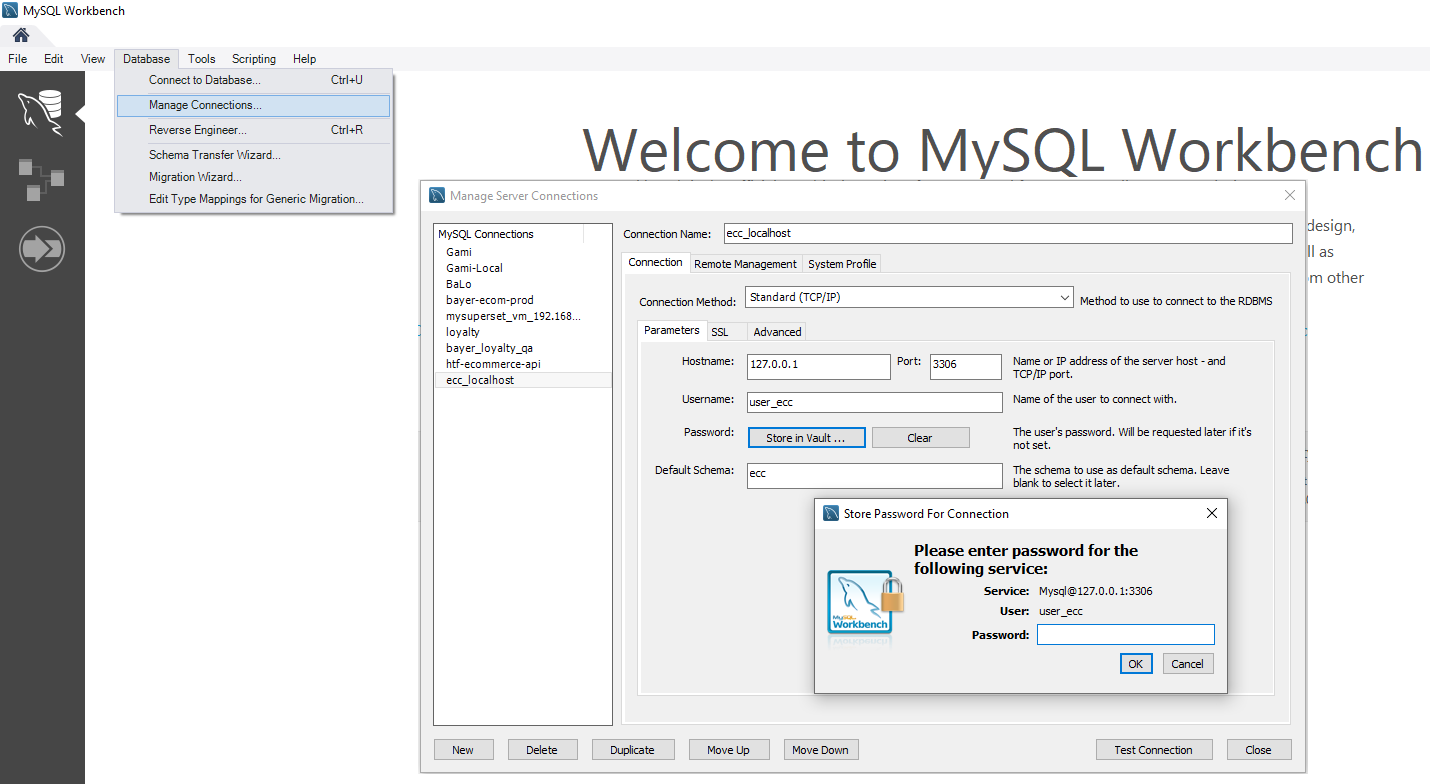 MySQL Workbench
File Edit View Database Tools Scripting Help
Connect to Database... Ctrl+U
Manage Connections...
Reverse Engineer... Ctrl+R
Schema Transfer Wizard...
Migration Wizard...
Edit Type Mappings for Generic Migration...
Welcome to MySQL Workbench
design,
ll as
m other
Manage Server Connections
MySQL Connections
Gami
Gami-Local
BaLo
bayer-ecom-prod
mysuperset_vm_192.168...
loyalty
bayer_loyalty_qa
htf-ecommerce-api
ecc_localhost
Connection Name: ecc_localhost
Connection Remote Management System Profile
Connection Method: Standard (TCP/IP) Method to use to connect to the RDBMS
Parameters SSL Advanced
Hostname: 127.0.0.1 Port: 3306 Name or IP address of the server host - and
TCP/IP port.
Username: user_ecc Name of the user to connect with.
Password: Store in Vault ... Clear The user's password. Will be requested later if it's
not set.
Default Schema: ecc The schema to use as default schema. Leave
blank to select it later.
Store Password For Connection
Please enter password for the
following service:
Service: Mysql@127.0.0.1:3306
User: user_ecc
Password:
MySQL
Workbench
OK Cancel
New Delete Duplicate Move Up Move Down Test Connection Close